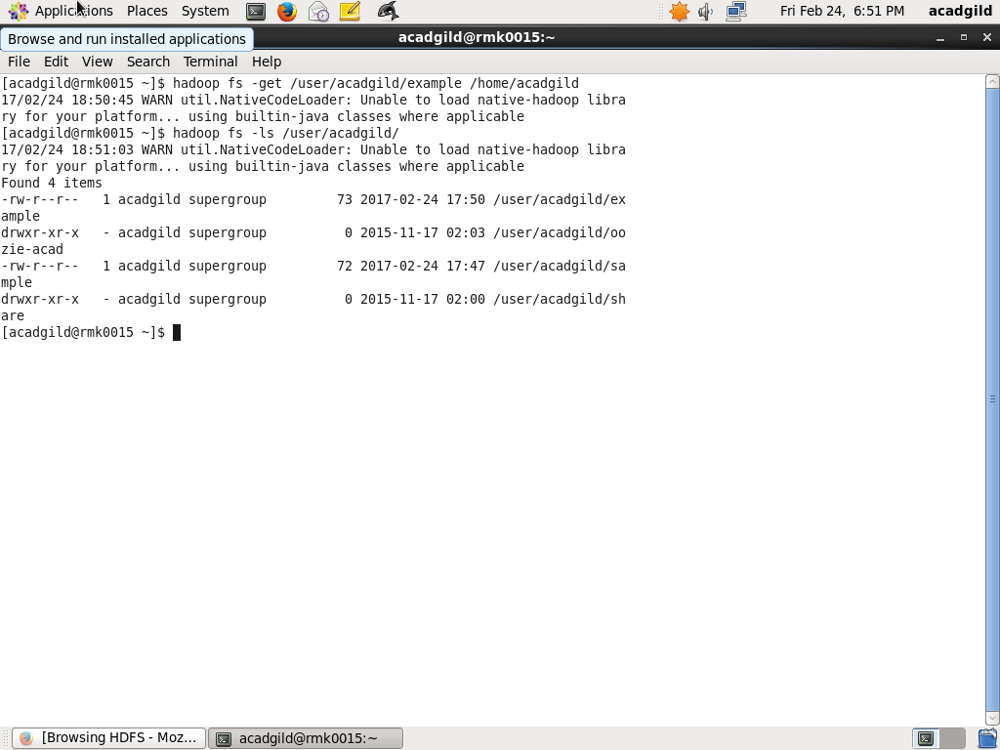 Applications Places System Fri Feb 24, 6:51 PM acadgild
Browse and run installed applications acadgild@rmk0015:~
File Edit View Search Terminal Help
[acadgild@rmk0015 ~]$ hadoop fs -get /user/acadgild/example /home/acadgild
17/02/24 18:50:45 WARN util.NativeCodeLoader: Unable to load native-hadoop libra
ry for your platform... using builtin-java classes where applicable
[acadgild@rmk0015 ~]$ hadoop fs -ls /user/acadgild/
17/02/24 18:51:03 WARN util.NativeCodeLoader: Unable to load native-hadoop libra
ry for your platform... using builtin-java classes where applicable
Found 4 items
-rw-r--r--   1 acadgild supergroup         73 2017-02-24 17:50 /user/acadgild/ex
ample
drwxr-xr-x   - acadgild supergroup          0 2015-11-17 02:03 /user/acadgild/oo
zie-acad
-rw-r--r--   1 acadgild supergroup         72 2017-02-24 17:47 /user/acadgild/sa
mple
drwxr-xr-x   - acadgild supergroup          0 2015-11-17 02:00 /user/acadgild/sh
are
[acadgild@rmk0015 ~]$
[Browsing HDFS - Moz... acadgild@rmk0015:~